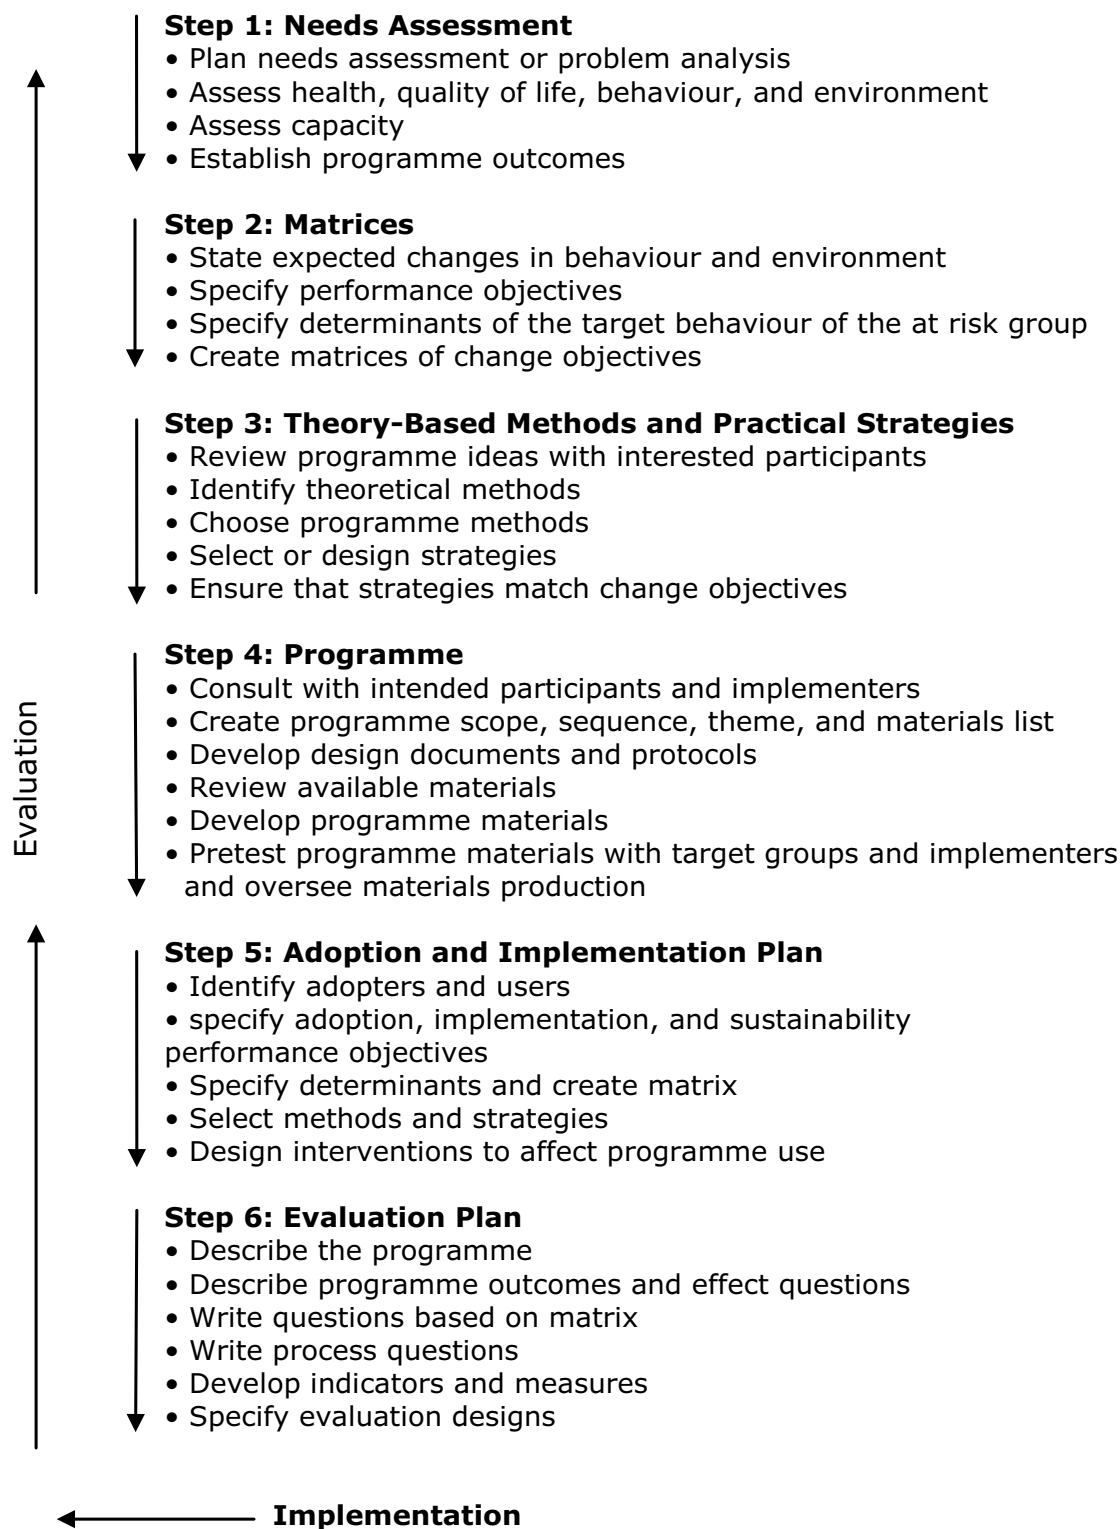 Step 1: Needs Assessment
• Plan needs assessment or problem analysis
• Assess health, quality of life, behaviour, and environment
• Assess capacity
• Establish programme outcomes
Step 2: Matrices
• State expected changes in behaviour and environment
• Specify performance objectives
• Specify determinants of the target behaviour of the at risk group
• Create matrices of change objectives
Step 3: Theory-Based Methods and Practical Strategies
• Review programme ideas with interested participants
• Identify theoretical methods
• Choose programme methods
• Select or design strategies
• Ensure that strategies match change objectives
Step 4: Programme
• Consult with intended participants and implementers
• Create programme scope, sequence, theme, and materials list
• Develop design documents and protocols
• Review available materials
• Develop programme materials
• Pretest programme materials with target groups and implementers
and oversee materials production
Evaluation
Step 5: Adoption and Implementation Plan
• Identify adopters and users
• specify adoption, implementation, and sustainability
performance objectives
• Specify determinants and create matrix
• Select methods and strategies
• Design interventions to affect programme use
Step 6: Evaluation Plan
• Describe the programme
• Describe programme outcomes and effect questions
• Write questions based on matrix
• Write process questions
• Develop indicators and measures
• Specify evaluation designs
Implementation